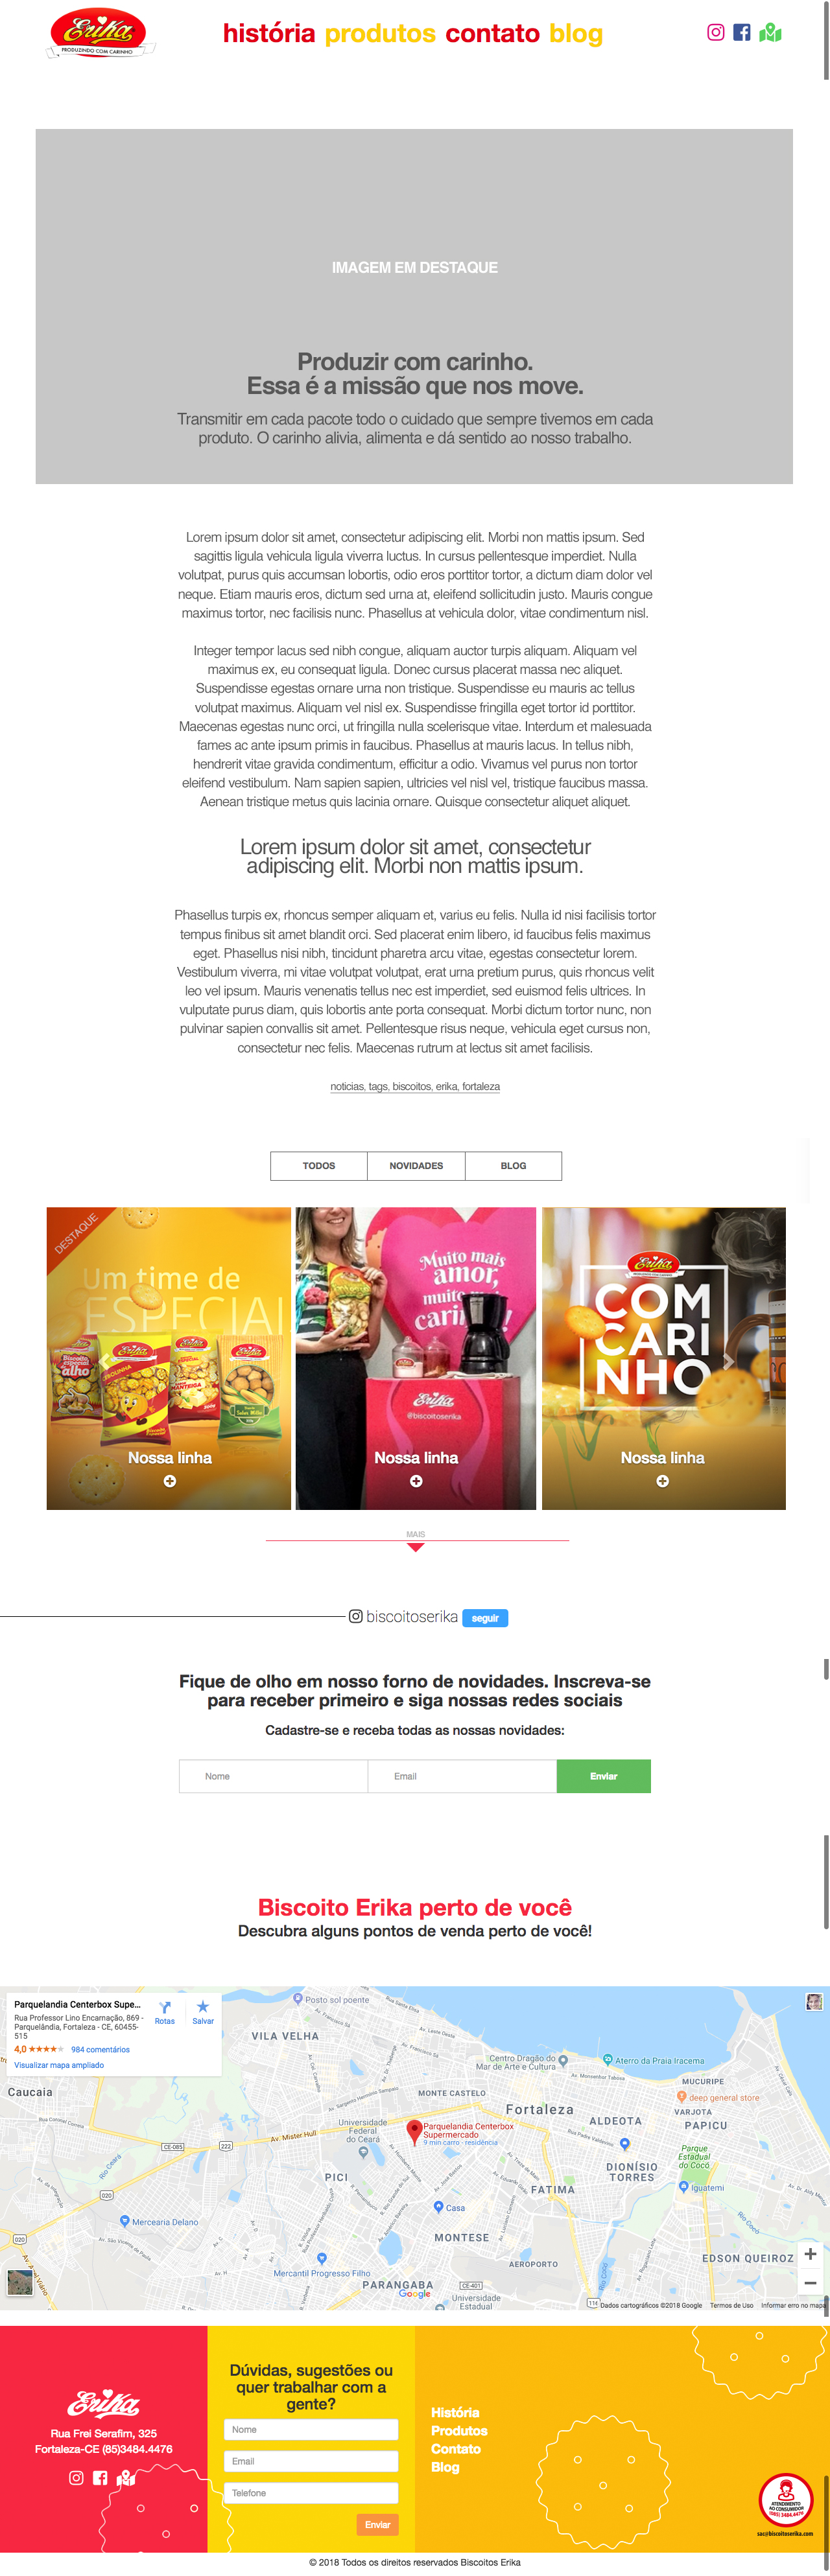 Erika
PRODUZINDO COM CARINHO
história produtos contato blog
IMAGEM EM DESTAQUE
Produzir com carinho.
Essa é a missão que nos move.
Transmitir em cada pacote todo o cuidado que sempre tivemos em cada
produto. O carinho alivia, alimenta e dá sentido ao nosso trabalho.
Lorem ipsum dolor sit amet, consectetur adipiscing elit. Morbi non mattis ipsum. Sed
sagittis ligula vehicula ligula viverra luctus. In cursus pellentesque imperdiet. Nulla
volutpat, purus quis accumsan lobortis, odio eros porttitor tortor, a dictum diam dolor vel
neque. Etiam mauris eros, dictum sed urna at, eleifend sollicitudin justo. Mauris congue
maximus tortor, nec facilisis nunc. Phasellus at vehicula dolor, vitae condimentum nisl.
Integer tempor lacus sed nibh congue, aliquam auctor turpis aliquam. Aliquam vel
maximus ex, eu consequat ligula. Donec cursus placerat massa nec aliquet.
Suspendisse egestas ornare urna non tristique. Suspendisse eu mauris ac tellus
volutpat maximus. Aliquam vel nisl ex. Suspendisse fringilla eget tortor id porttitor.
Maecenas egestas nunc orci, ut fringilla nulla scelerisque vitae. Interdum et malesuada
fames ac ante ipsum primis in faucibus. Phasellus at mauris lacus. In tellus nibh,
hendrerit vitae gravida condimentum, efficitur a odio. Vivamus vel purus non tortor
eleifend vestibulum. Nam sapien sapien, ultricies vel nisl vel, tristique faucibus massa.
Aenean tristique metus quis lacinia ornare. Quisque consectetur aliquet aliquet.
Lorem ipsum dolor sit amet, consectetur
adipiscing elit. Morbi non mattis ipsum.
Phasellus turpis ex, rhoncus semper aliquam et, varius eu felis. Nulla id nisi facilisis tortor
tempus finibus sit amet blandit orci. Sed placerat enim libero, id faucibus felis maximus
eget. Phasellus nisi nibh, tincidunt pharetra arcu vitae, egestas consectetur lorem.
Vestibulum viverra, mi vitae volutpat volutpat, erat urna pretium purus, quis rhoncus velit
leo vel ipsum. Mauris venenatis tellus nec est imperdiet, sed euismod felis ultrices. In
vulputate purus diam, quis lobortis ante porta consequat. Morbi dictum tortor nunc, non
pulvinar sapien convallis sit amet. Pellentesque risus neque, vehicula eget cursus non,
consectetur nec felis. Maecenas rutrum at lectus sit amet facilisis.
noticias, tags, biscoitos, erika, fortaleza
TODOS NOVIDADES BLOG
DESTAQUE
Um time de
ESPECIAI
Biscoito especial alho
ROLINHA
MANTEIGA
Nossa linha
Muito mais
amor,
muito
carinho!
Erika
@biscoitoserika
Nossa linha
Erika
COM
CARI
NHO
Nossa linha
MAIS
biscoitoserika seguir
Fique de olho em nosso forno de novidades. Inscreva-se
para receber primeiro e siga nossas redes sociais
Cadastre-se e receba todas as nossas novidades:
Nome Email Enviar
Biscoito Erika perto de você
Descubra alguns pontos de venda perto de você!
Parquelandia Centerbox Supe...
Rua Professor Lino Encarnação, 869 -
Parquelândia, Fortaleza - CE, 60455-
515
4,0 984 comentários
Visualizar mapa ampliado
Rotas Salvar
Posto sol poente
VILA VELHA
Centro Dragão do
Mar de Arte e Cultura
Aterro da Praia Iracema
Caucaia
MONTE CASTELO
MUCURIPE
deep general store
Fortaleza
VARJOTA
ALDEOTA
PAPICU
Universidade
Federal
do Ceará
Parquelandia Centerbox
Supermercado
9 min carro - residência
Av. Mister Hull
CE-085
222
Parque
Estadual
do Cocó
DIONÍSIO
TORRES
PICI
FATIMA
Iguatemi
020
Casa
Mercearia Delano
020
MONTESE
EDSON QUEIROZ
AEROPORTO
Mercantil Progresso Filho
PARANGABA
CE-401
Google
Universidade
Estadual
116
Dados cartográficos ©2018 Google Termos de Uso Informar erro no mapa
Erika
Rua Frei Serafim, 325
Fortaleza-CE (85)3484.4476
Dúvidas, sugestões ou
quer trabalhar com a
gente?
Nome
Email
Telefone
Enviar
História
Produtos
Contato
Blog
ATENDIMENTO
AO CONSUMIDOR
(085) 3484.4476
sac@biscoitoserika.com
© 2018 Todos os direitos reservados Biscoitos Erika